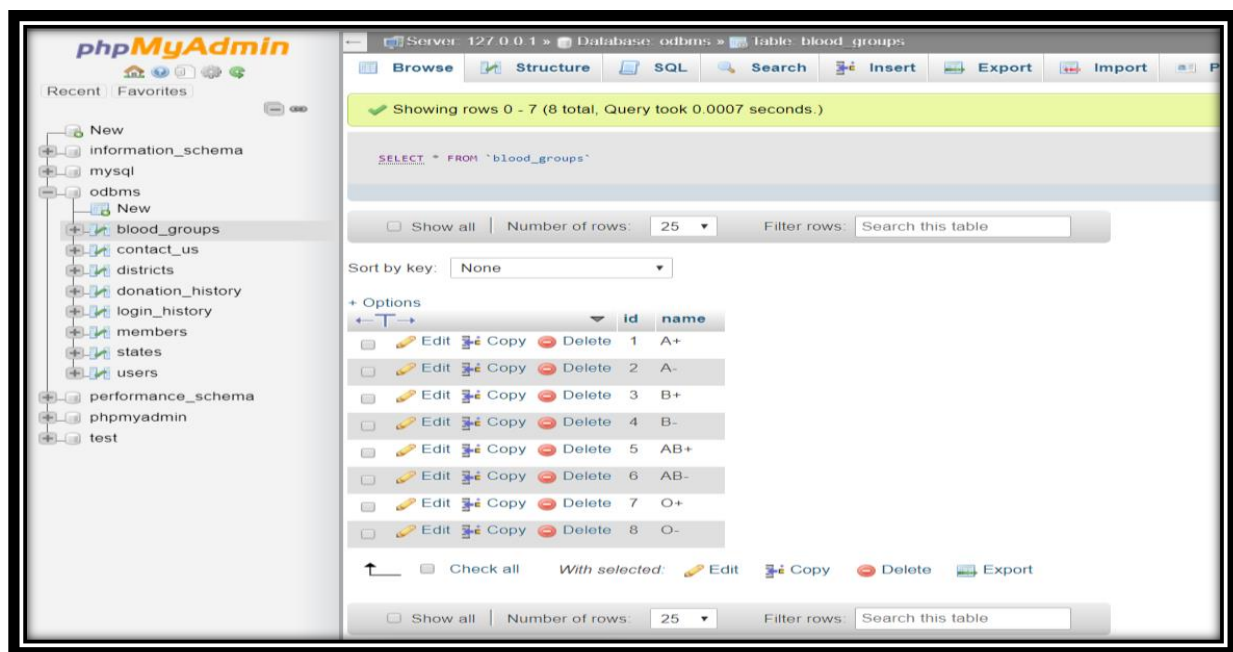 phpMyAdmin
Recent Favorites
New
information_schema
mysql
odbms
New
blood_groups
contact_us
districts
donation_history
login_history
members
states
users
performance_schema
phpmyadmin
test
Server: 127.0.0.1 » Database: odbms » Table: blood_groups
Browse Structure SQL Search Insert Export Import P
Showing rows 0 - 7 (8 total, Query took 0.0007 seconds.)
SELECT * FROM `blood_groups`
Show all | Number of rows: 25 Filter rows: Search this table
Sort by key: None
+ Options
←T→ id name
Edit Copy Delete 1 A+
Edit Copy Delete 2 A-
Edit Copy Delete 3 B+
Edit Copy Delete 4 B-
Edit Copy Delete 5 AB+
Edit Copy Delete 6 AB-
Edit Copy Delete 7 O+
Edit Copy Delete 8 O-
Check all With selected: Edit Copy Delete Export
Show all | Number of rows: 25 Filter rows: Search this table